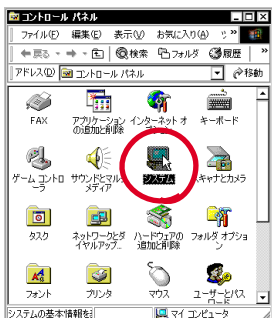 コントロール パネル
ファイル(F) 編集(E) 表示(V) お気に入り(A) »
戻る 検索 フォルダ 履歴 »
アドレス(D) コントロール パネル 移動
FAX
アプリケーション
の追加と削除
インターネット オ
キーボード
ゲーム コントロ
ーラ
サウンドとマル
メディア
システム
スキャナとカメラ
タスク
ネットワークとダ
イヤルアップ...
ハードウェアの
追加と削除
フォルダ オプショ
ン
フォント
プリンタ
マウス
ユーザーとパス
ワード
システムの基本情報を
マイ コンピュータ